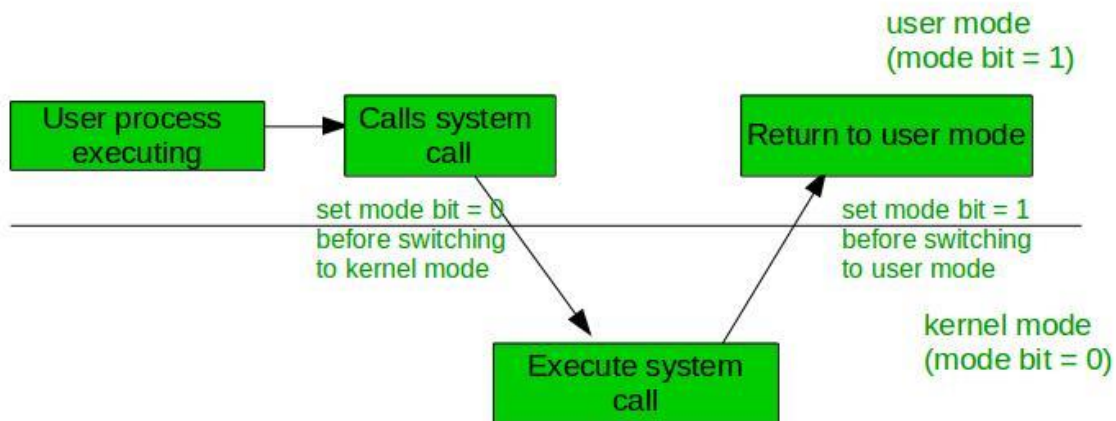 user mode
(mode bit = 1)
User process
executing
Calls system
call
Return to user mode
set mode bit = 0
before switching
to kernel mode
set mode bit = 1
before switching
to user mode
kernel mode
(mode bit = 0)
Execute system
call